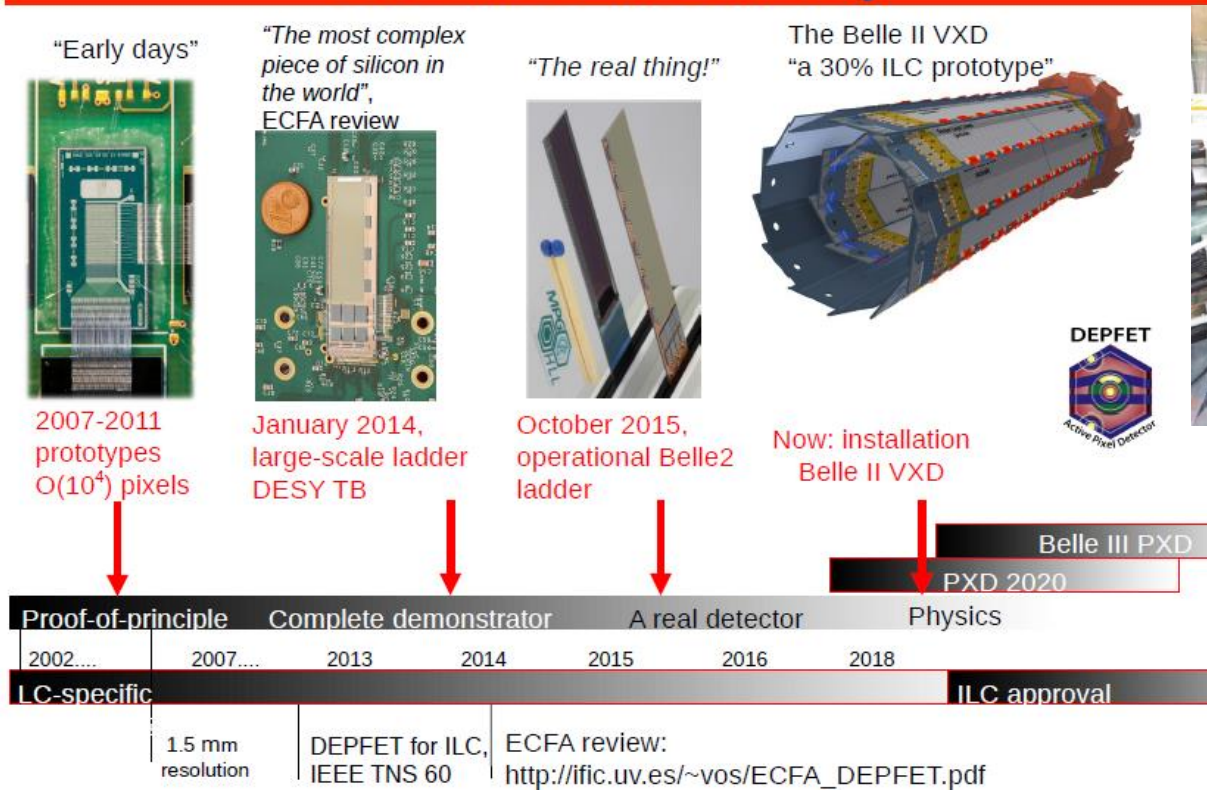 “Early days”
“The most complex
piece of silicon in
the world”,
ECFA review
“The real thing!”
The Belle II VXD
“a 30% ILC prototype”
MPG
HLL
DEPFET
Active Pixel Detector
2007-2011
prototypes
O(10⁴) pixels
January 2014,
large-scale ladder
DESY TB
October 2015,
operational Belle2
ladder
Now: installation
Belle II VXD
Belle III PXD
PXD 2020
Proof-of-principle
Complete demonstrator
A real detector
Physics
2002....
2007....
2013
2014
2015
2016
2018
LC-specific
ILC approval
1.5 mm
resolution
DEPFET for ILC,
IEEE TNS 60
ECFA review:
http://ific.uv.es/~vos/ECFA_DEPFET.pdf